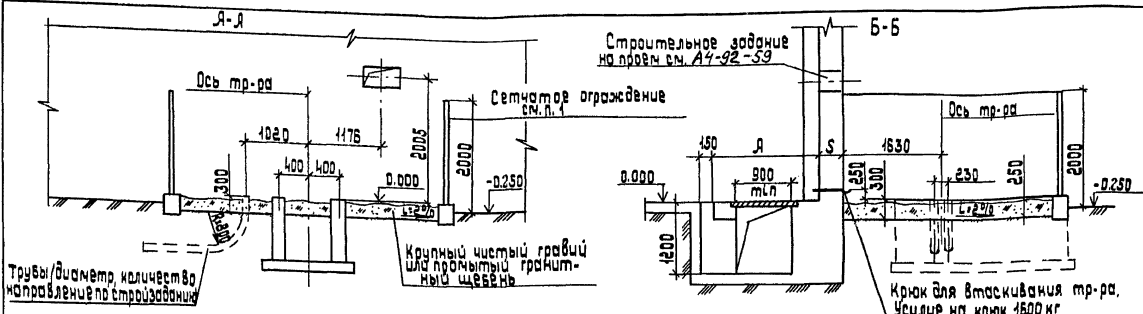 А-А
Ось тр-ра
1020
1176
400
400
300
R=800
2005
2000
0.000
-0.250
i=2%
Сетчатое ограждение
см. п. 1
Крупный чистый гравий
или промытый гранит-
ный щебень
Трубы/диаметр, количество
направление по стройзаданию
Б-Б
Строительное задание
на проем см. А4-92-59
Ось тр-ра
150
А
S
1630
900
min
0.000
1200
250
300
230
250
i=2%
2000
-0.250
Крюк для втаскивания тр-ра.
Усилие на крюк 1600 кг